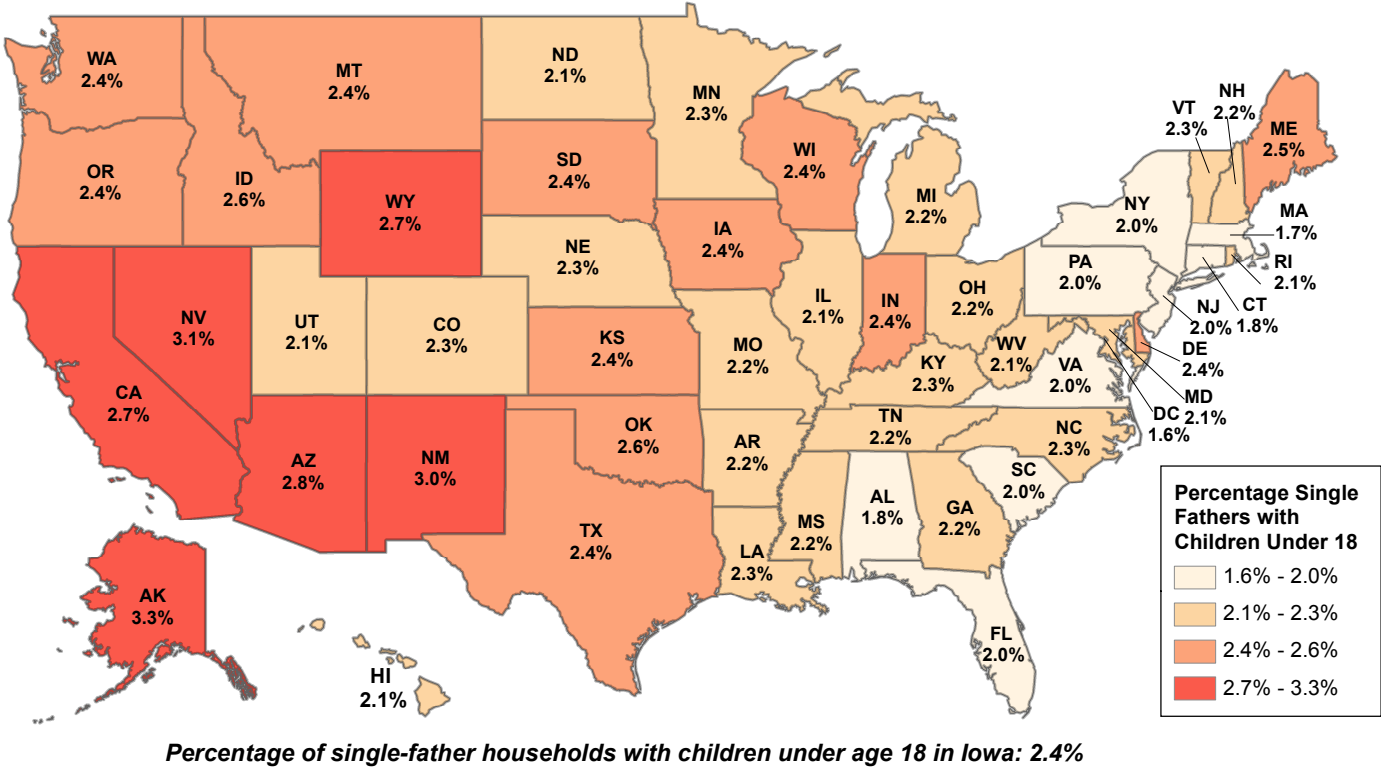 WA
2.4%
MT
2.4%
ND
2.1%
MN
2.3%
OR
2.4%
ID
2.6%
WY
2.7%
SD
2.4%
WI
2.4%
MI
2.2%
VT
2.3%
NH
2.2%
ME
2.5%
NY
2.0%
MA
1.7%
RI
2.1%
CT
1.8%
NJ
2.0%
PA
2.0%
NV
3.1%
UT
2.1%
CO
2.3%
NE
2.3%
IA
2.4%
IL
2.1%
IN
2.4%
OH
2.2%
WV
2.1%
VA
2.0%
DE
2.4%
MD
2.1%
DC
1.6%
CA
2.7%
AZ
2.8%
NM
3.0%
KS
2.4%
MO
2.2%
KY
2.3%
OK
2.6%
AR
2.2%
TN
2.2%
NC
2.3%
SC
2.0%
TX
2.4%
LA
2.3%
MS
2.2%
AL
1.8%
GA
2.2%
FL
2.0%
AK
3.3%
HI
2.1%
Percentage Single
Fathers with
Children Under 18
1.6% - 2.0%
2.1% - 2.3%
2.4% - 2.6%
2.7% - 3.3%
Percentage of single-father households with children under age 18 in Iowa: 2.4%